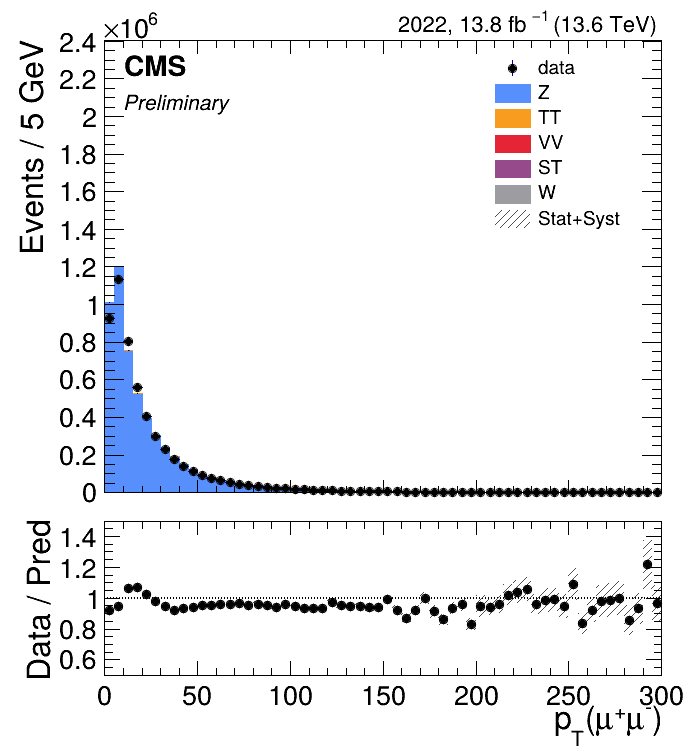 ×10⁶
2022, 13.8 fb⁻¹ (13.6 TeV)
CMS
Preliminary
data
Z
TT
VV
ST
W
Stat+Syst
Events / 5 GeV
2.4
2.2
2
1.8
1.6
1.4
1.2
1
0.8
0.6
0.4
0.2
0
Data / Pred
1.4
1.2
1
0.8
0.6
0 50 100 150 200 250 300
p_T(μ⁺μ⁻)